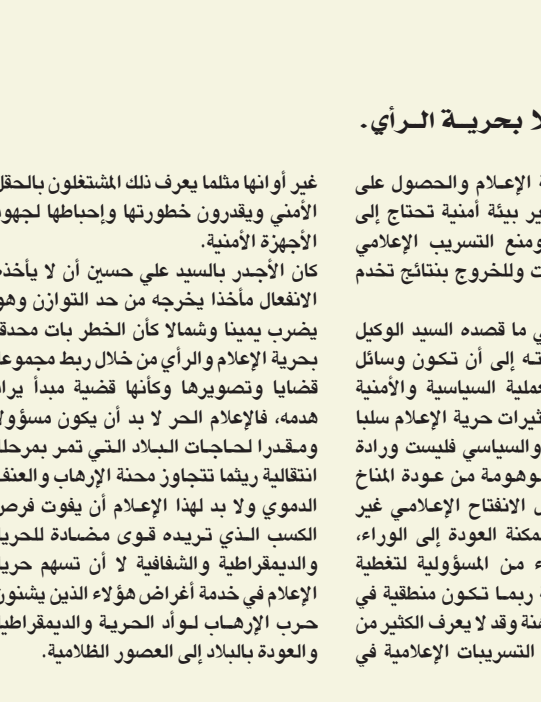 لا بحرية الرأي.
الإعلام والحصول على
بيئة أمنية تحتاج إلى
ومنع التسريب الإعلامي
وللخروج بنتائج تخدم
ما قصده السيد الوكيل
إلى أن تكون وسائل
السياسية والأمنية
حرية الإعلام سلبا
والسياسي فليست ورادة
من عودة المناخ
الانفتاح الإعلامي غير
العودة إلى الوراء،
من المسؤولية لتغطية
ربما تكون منطقية في
وقد لا يعرف الكثير من
التسريبات الإعلامية في
غير أوانها مثلما يعرف ذلك المشتغلون بالحقل
الأمني ويقدرون خطورتها وإحباطها لجهود
الأجهزة الأمنية.
كان الأجدر بالسيد علي حسين أن لا يأخذه
الانفعال مأخذا يخرجه من حد التوازن وهو
يضرب يمينا وشمالا كأن الخطر بات محدقا
بحرية الإعلام والرأي من خلال ربط مجموعة
قضايا وتصويرها وكأنها قضية مبدأ يراد
هدمه، فالإعلام الحر لا بد أن يكون مسؤولا
ومقدرا لحاجات البلاد التي تمر بمرحلة
انتقالية ريثما تتجاوز محنة الإرهاب والعنف
الدموي ولا بد لهذا الإعلام أن يفوت فرص
الكسب الذي تريده قوى مضادة للحرية
والديمقراطية والشفافية لا أن تسهم حرية
الإعلام في خدمة أغراض هؤلاء الذين يشنون
حرب الإرهاب لوأد الحرية والديمقراطية
والعودة بالبلاد إلى العصور الظلامية.